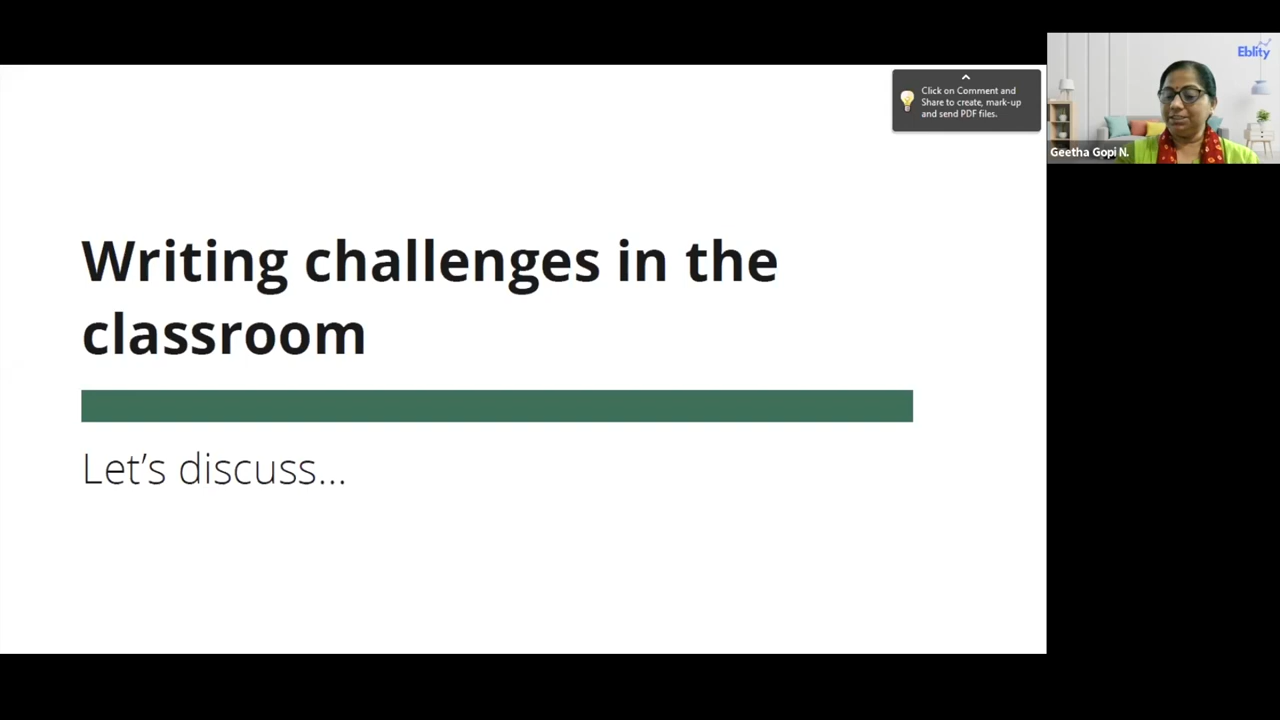 Click on Comment and
Share to create, mark-up
and send PDF files.
Eblity
Geetha Gopi N.
Writing challenges in the
classroom
Let's discuss...